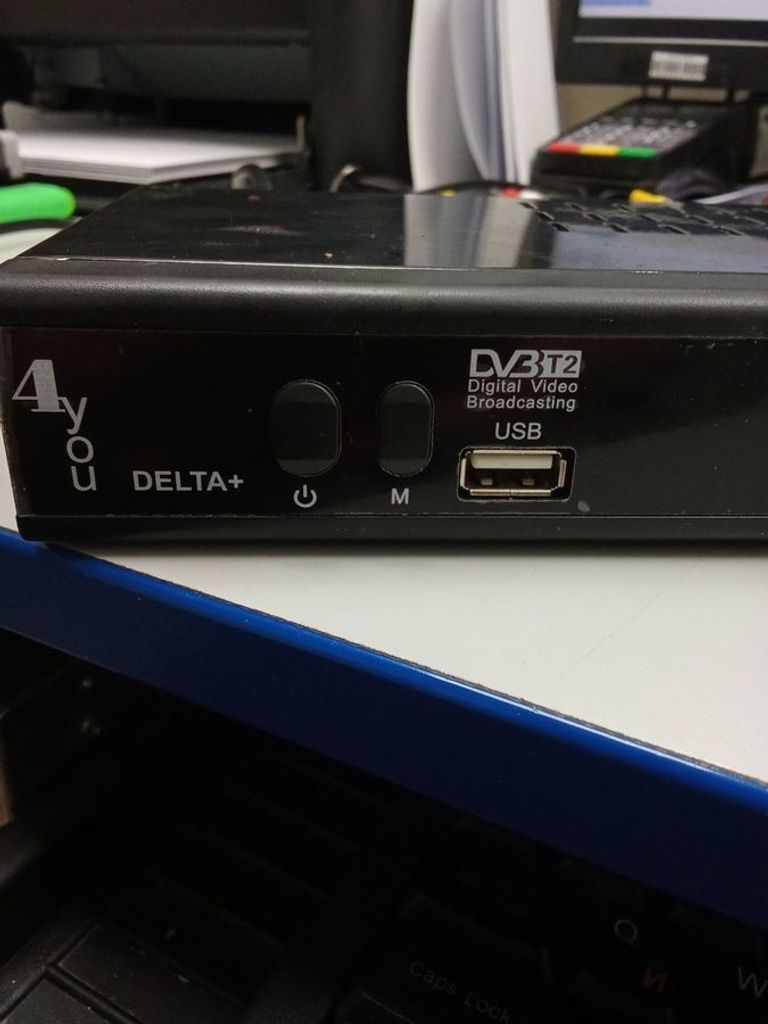 4you
DELTA+
M
DVB T2
Digital Video
Broadcasting
USB
Caps Lock
Q
W